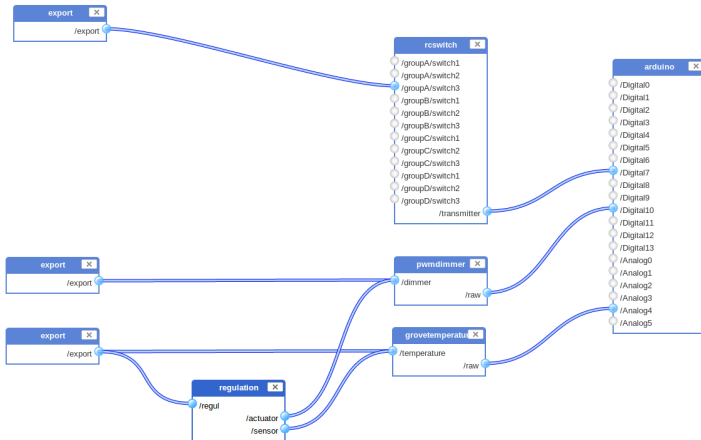 export
/export
rcswitch
/groupA/switch1
/groupA/switch2
/groupA/switch3
/groupB/switch1
/groupB/switch2
/groupB/switch3
/groupC/switch1
/groupC/switch2
/groupC/switch3
/groupD/switch1
/groupD/switch2
/groupD/switch3
/transmitter
arduino
/Digital0
/Digital1
/Digital2
/Digital3
/Digital4
/Digital5
/Digital6
/Digital7
/Digital8
/Digital9
/Digital10
/Digital11
/Digital12
/Digital13
/Analog0
/Analog1
/Analog2
/Analog3
/Analog4
/Analog5
export
/export
pwmdimmer
/dimmer
/raw
export
/export
grovetemperatu
/temperature
/raw
regulation
/regul
/actuator
/sensor